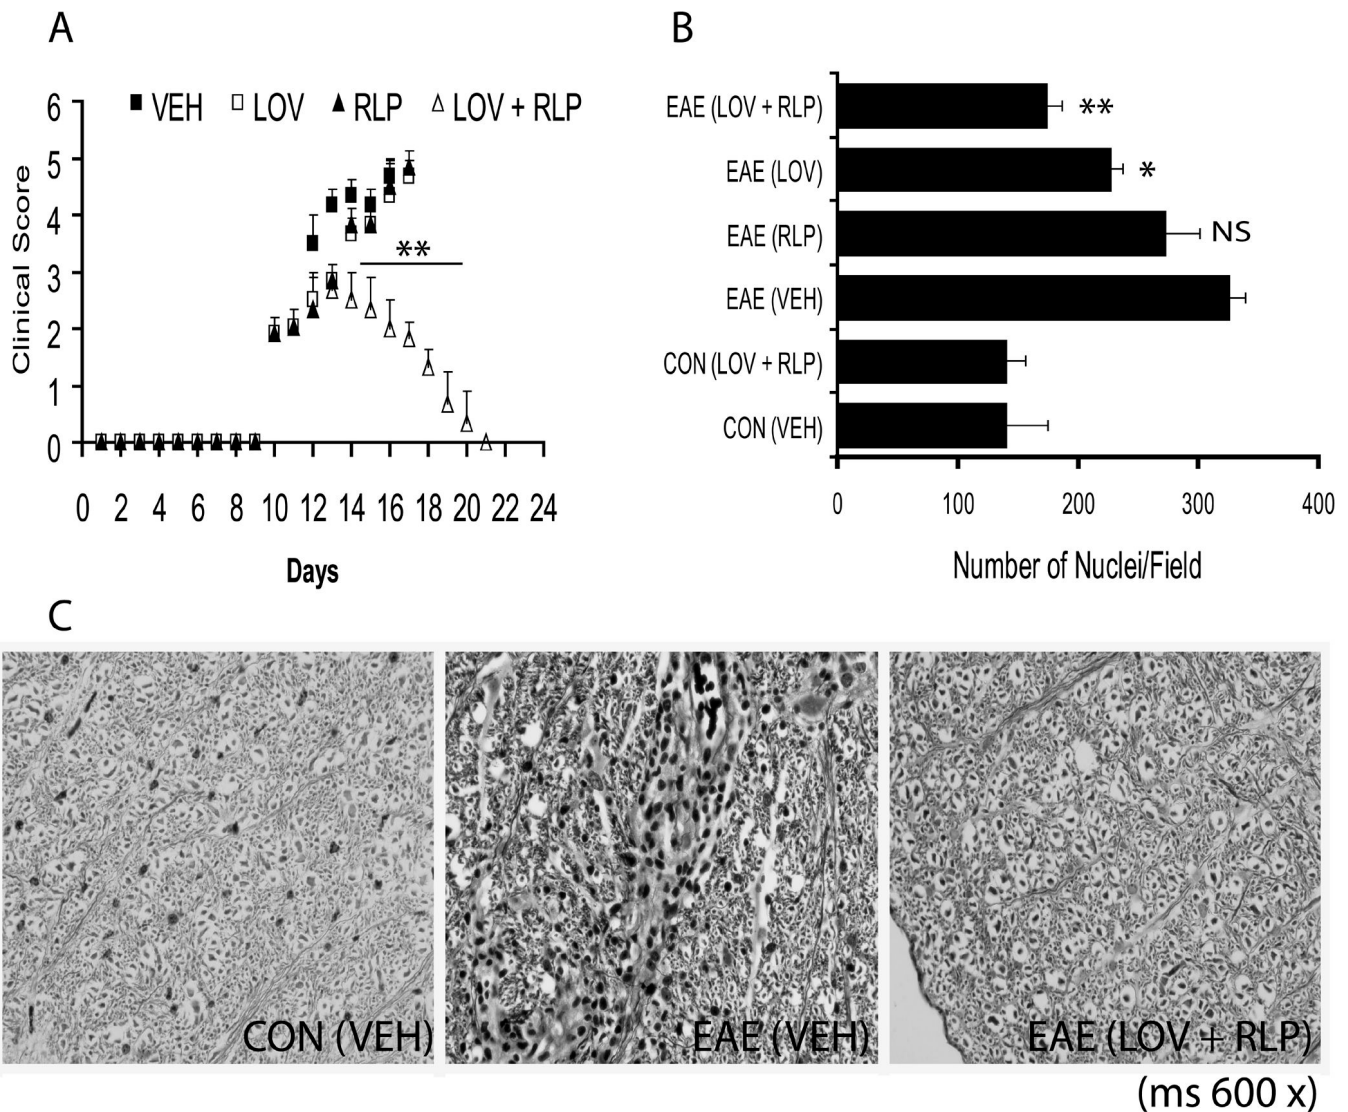 A
VEH LOV RLP LOV + RLP
6
5
4
3
2
1
0
Clinical Score
**
0 2 4 6 8 10 12 14 16 18 20 22 24
Days
B
EAE (LOV + RLP) **
EAE (LOV) *
EAE (RLP) NS
EAE (VEH)
CON (LOV + RLP)
CON (VEH)
0 100 200 300 400
Number of Nuclei/Field
C
CON (VEH) EAE (VEH) EAE (LOV + RLP)
(ms 600 x)